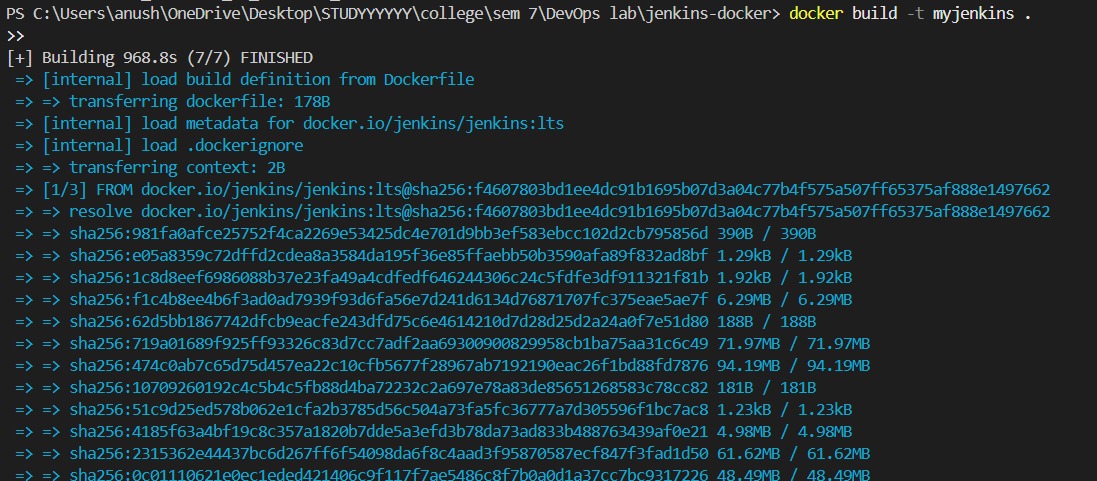 PS C:\Users\anush\OneDrive\Desktop\STUDYYYYYY\college\sem 7\DevOps lab\jenkins-docker> docker build -t myjenkins .
>>
[+] Building 968.8s (7/7) FINISHED
=> [internal] load build definition from Dockerfile
=> => transferring dockerfile: 178B
=> [internal] load metadata for docker.io/jenkins/jenkins:lts
=> [internal] load .dockerignore
=> => transferring context: 2B
=> [1/3] FROM docker.io/jenkins/jenkins:lts@sha256:f4607803bd1ee4dc91b1695b07d3a04c77b4f575a507ff65375af888e1497662
=> => resolve docker.io/jenkins/jenkins:lts@sha256:f4607803bd1ee4dc91b1695b07d3a04c77b4f575a507ff65375af888e1497662
=> => sha256:981fa0afce25752f4ca2269e53425dc4e701d9bb3ef583ebcc102d2cb795856d 390B / 390B
=> => sha256:e05a8359c72dffd2cdea8a3584da195f36e85ffaebb50b3590afa89f832ad8bf 1.29kB / 1.29kB
=> => sha256:1c8d8eef6986088b37e23fa49a4cdfedf646244306c24c5fdfe3df911321f81b 1.92kB / 1.92kB
=> => sha256:f1c4b8ee4b6f3ad0ad7939f93d6fa56e7d241d6134d76871707fc375eae5ae7f 6.29MB / 6.29MB
=> => sha256:62d5bb1867742dfcb9eacfe243dfd75c6e4614210d7d28d25d2a24a0f7e51d80 188B / 188B
=> => sha256:719a01689f925ff93326c83d7cc7adf2aa69300900829958cb1ba75aa31c6c49 71.97MB / 71.97MB
=> => sha256:474c0ab7c65d75d457ea22c10cfb5677f28967ab7192190eac26f1bd88fd7876 94.19MB / 94.19MB
=> => sha256:10709260192c4c5b4c5fb88d4ba72232c2a697e78a83de85651268583c78cc82 181B / 181B
=> => sha256:51c9d25ed578b062e1cfa2b3785d56c504a73fa5fc36777a7d305596f1bc7ac8 1.23kB / 1.23kB
=> => sha256:4185f63a4bf19c8c357a1820b7dde5a3efd3b78da73ad833b488763439af0e21 4.98MB / 4.98MB
=> => sha256:2315362e44437bc6d267ff6f54098da6f8c4aad3f95870587ecf847f3fad1d50 61.62MB / 61.62MB
=> => sha256:0c01110621e0ec1eded421406c9f117f7ae5486c8f7b0a0d1a37cc7bc9317226 48.49MB / 48.49MB